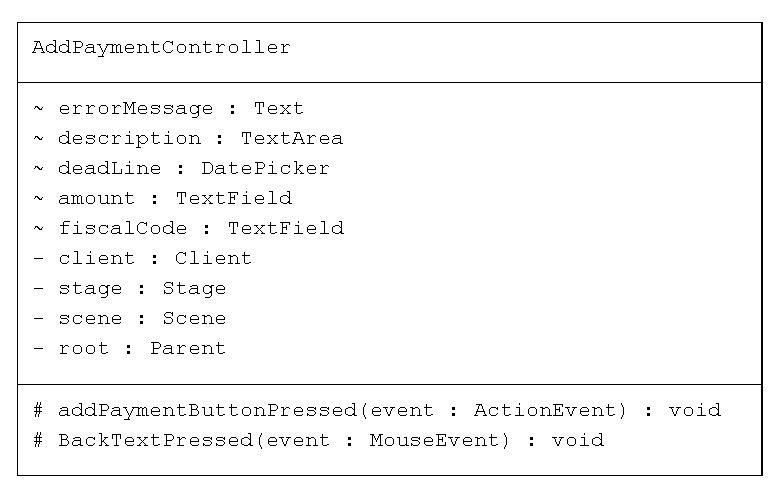 AddPaymentController
~ errorMessage : Text
~ description : TextArea
~ deadLine : DatePicker
~ amount : TextField
~ fiscalCode : TextField
- client : Client
- stage : Stage
- scene : Scene
- root : Parent
# addPaymentButtonPressed(event : ActionEvent) : void
# BackTextPressed(event : MouseEvent) : void